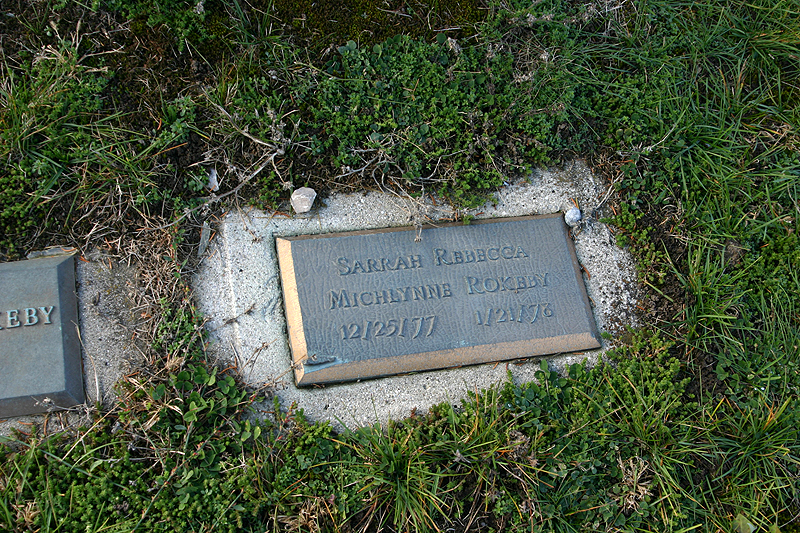 SARRAH REBECCA
MICHLYNNE ROKEBY
12/25/77 1/21/78
EBY